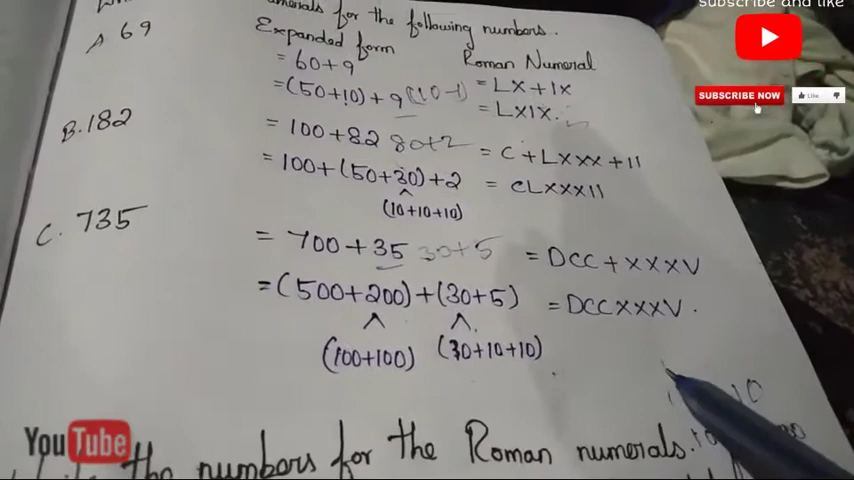 Subscribe and like
SUBSCRIBE NOW
Like
numerals for the following numbers.
Expanded form
Roman Numeral
A 69
= 60+9
= LX+IX
=(50+10)+9(10-1)
= LXIX.
B.182
= 100+82 80+2
= C+LXXX+II
= 100+(50+30)+2
= CLXXXII
(10+10+10)
C. 735
= 700+35 30+5
= DCC+XXXV
=(500+200)+(30+5)
= DCCXXXV.
(100+100) (30+10+10)
10
YouTube
the numbers for the Roman numerals.